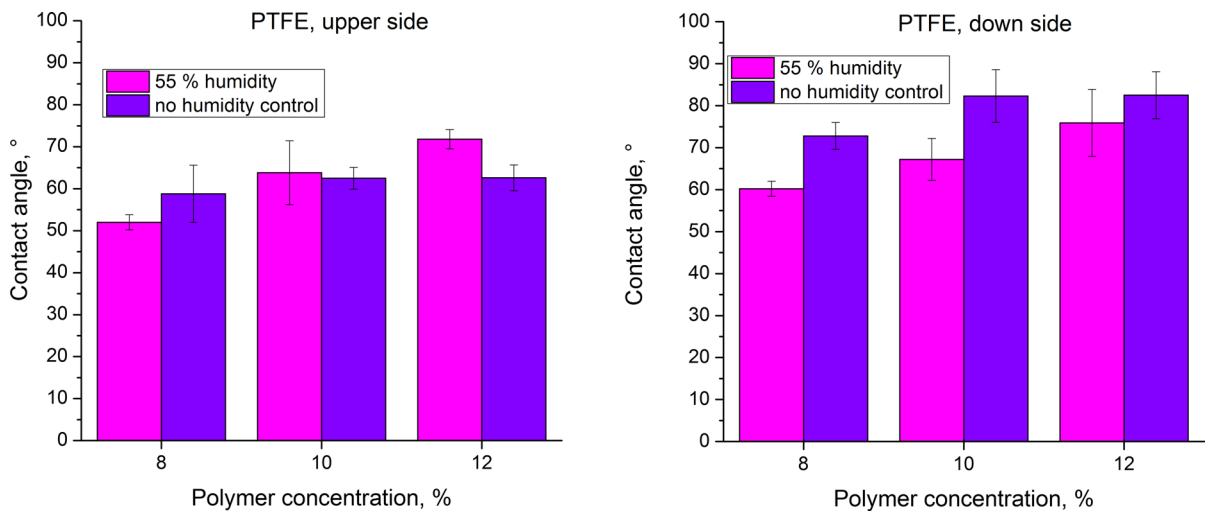 PTFE, upper side
55 % humidity
no humidity control
Contact angle, °
100
90
80
70
60
50
40
30
20
10
0
8
10
12
Polymer concentration, %
PTFE, down side
55 % humidity
no humidity control
Contact angle, °
100
90
80
70
60
50
40
30
20
10
0
8
10
12
Polymer concentration, %